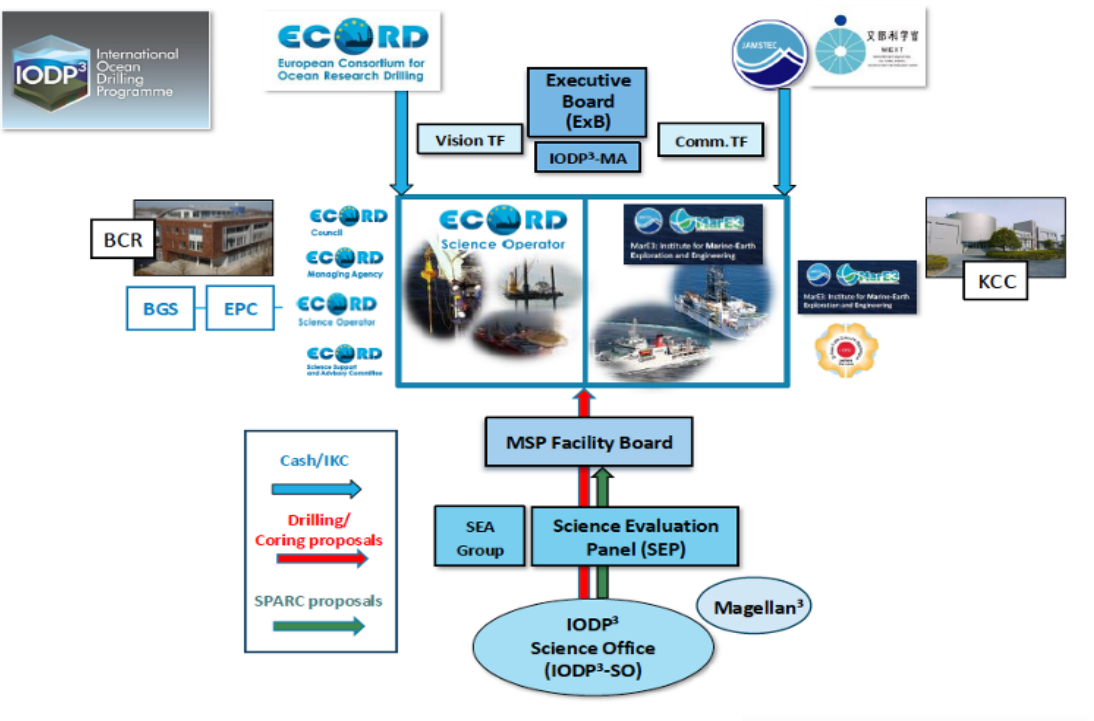 IODP³
International
Ocean
Drilling
Programme
ECORD
European Consortium for
Ocean Research Drilling
JAMSTEC
文部科学省
MEXT
Executive
Board
(ExB)
Vision TF
IODP³-MA
Comm.TF
BCR
BGS
EPC
ECORD
Council
ECORD
Managing Agency
ECORD
Science Operator
ECORD
Science Support
and Advisory Committee
ECORD
Science Operator
MarE3
MarE3: Institute for Marine-Earth
Exploration and Engineering
MarE3
MarE3: Institute for Marine-Earth
Exploration and Engineering
KCC
MSP Facility Board
SEA
Group
Science Evaluation
Panel (SEP)
Magellan³
IODP³
Science Office
(IODP³-SO)
Cash/IKC
Drilling/
Coring proposals
SPARC proposals